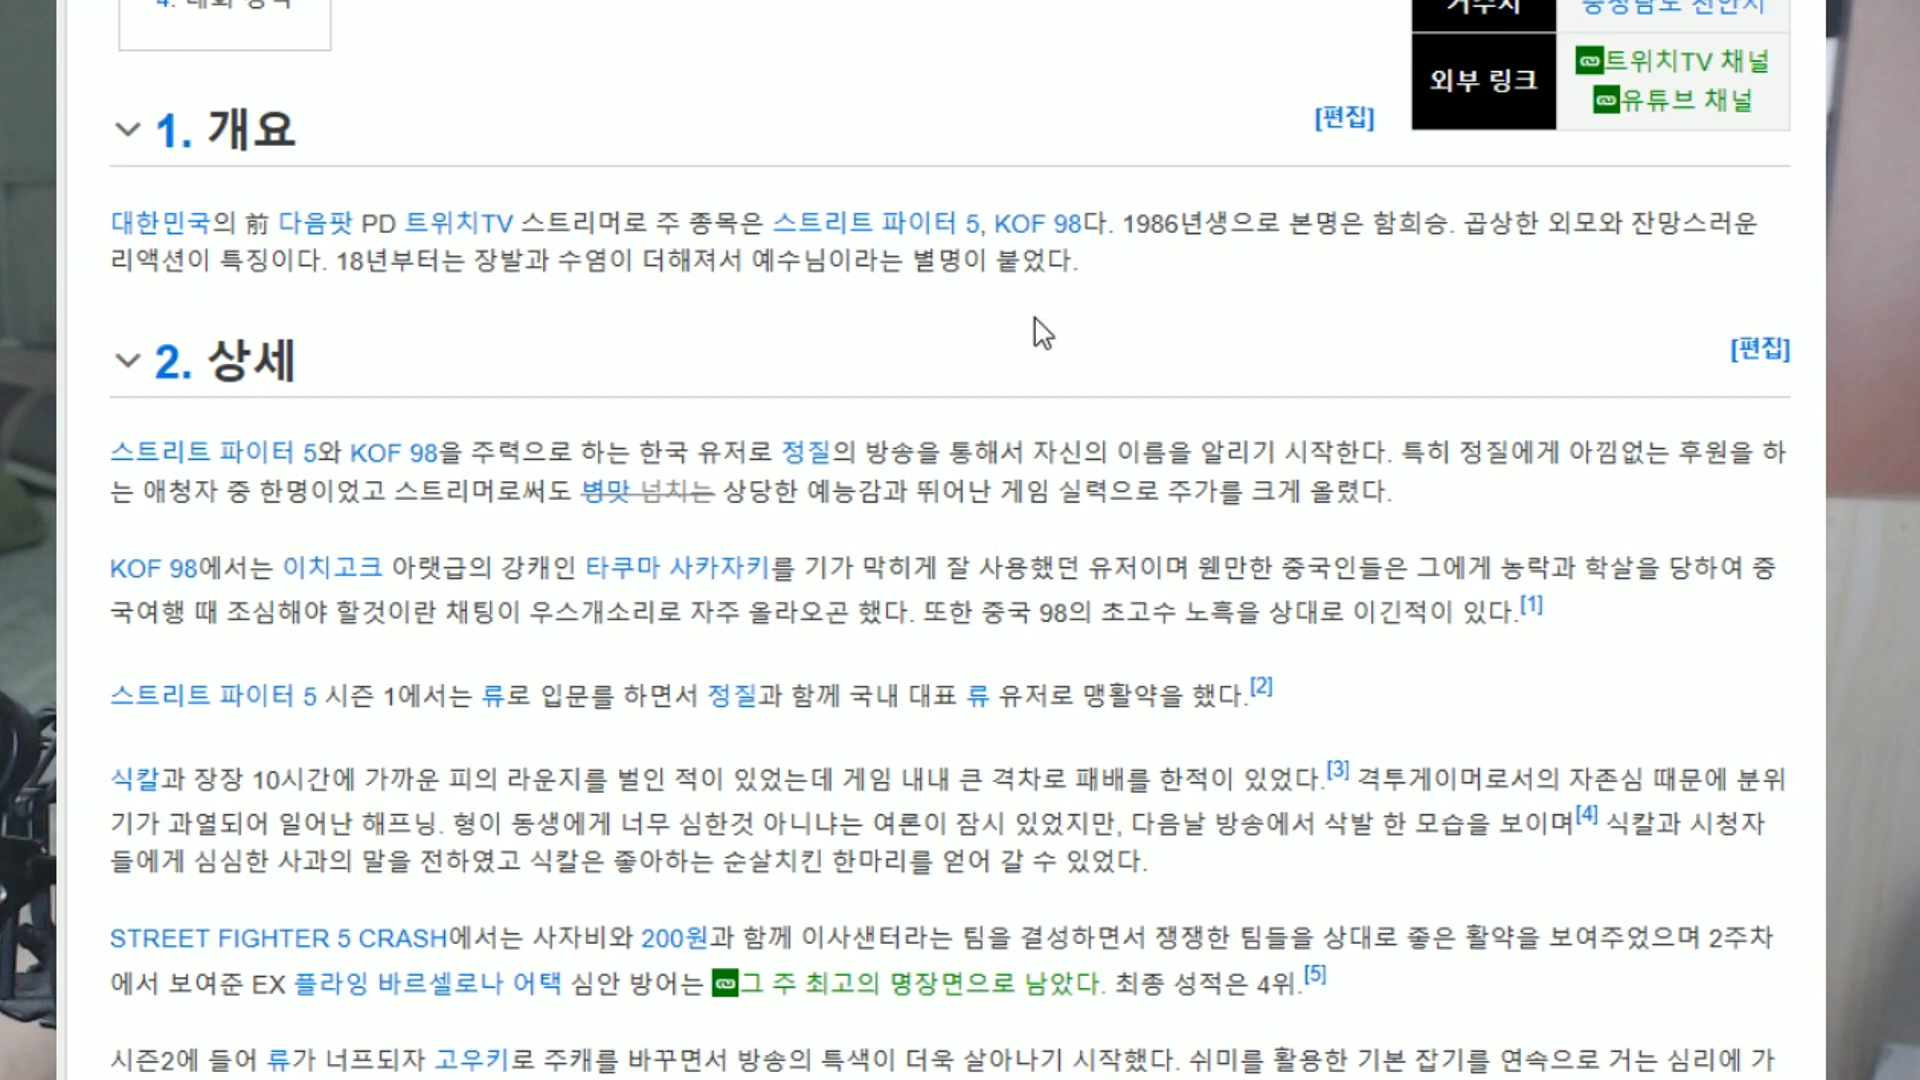 거주지 충청남도 천안시
외부 링크
트위치TV 채널
유튜브 채널
1. 개요
[편집]
대한민국의 前 다음팟 PD 트위치TV 스트리머로 주 종목은 스트리트 파이터 5, KOF 98다. 1986년생으로 본명은 함희승. 곱상한 외모와 잔망스러운
리액션이 특징이다. 18년부터는 장발과 수염이 더해져서 예수님이라는 별명이 붙었다.
2. 상세
[편집]
스트리트 파이터 5와 KOF 98을 주력으로 하는 한국 유저로 정질의 방송을 통해서 자신의 이름을 알리기 시작한다. 특히 정질에게 아낌없는 후원을 하
는 애청자 중 한명이었고 스트리머로써도 병맛 넘치는 상당한 예능감과 뛰어난 게임 실력으로 주가를 크게 올렸다.
KOF 98에서는 이치고크 아랫급의 강캐인 타쿠마 사카자키를 기가 막히게 잘 사용했던 유저이며 웬만한 중국인들은 그에게 농락과 학살을 당하여 중
국여행 때 조심해야 할것이란 채팅이 우스개소리로 자주 올라오곤 했다. 또한 중국 98의 초고수 노흑을 상대로 이긴적이 있다.[1]
스트리트 파이터 5 시즌 1에서는 류로 입문를 하면서 정질과 함께 국내 대표 류 유저로 맹활약을 했다.[2]
식칼과 장장 10시간에 가까운 피의 라운지를 벌인 적이 있었는데 게임 내내 큰 격차로 패배를 한적이 있었다.[3] 격투게이머로서의 자존심 때문에 분위
기가 과열되어 일어난 해프닝. 형이 동생에게 너무 심한것 아니냐는 여론이 잠시 있었지만, 다음날 방송에서 삭발 한 모습을 보이며[4] 식칼과 시청자
들에게 심심한 사과의 말을 전하였고 식칼은 좋아하는 순살치킨 한마리를 얻어 갈 수 있었다.
STREET FIGHTER 5 CRASH에서는 사자비와 200원과 함께 이사샌터라는 팀을 결성하면서 쟁쟁한 팀들을 상대로 좋은 활약을 보여주었으며 2주차
에서 보여준 EX 플라잉 바르셀로나 어택 심안 방어는 그 주 최고의 명장면으로 남았다. 최종 성적은 4위.[5]
시즌2에 들어 류가 너프되자 고우키로 주캐를 바꾸면서 방송의 특색이 더욱 살아나기 시작했다. 쉬미를 활용한 기본 잡기를 연속으로 거는 심리에 가